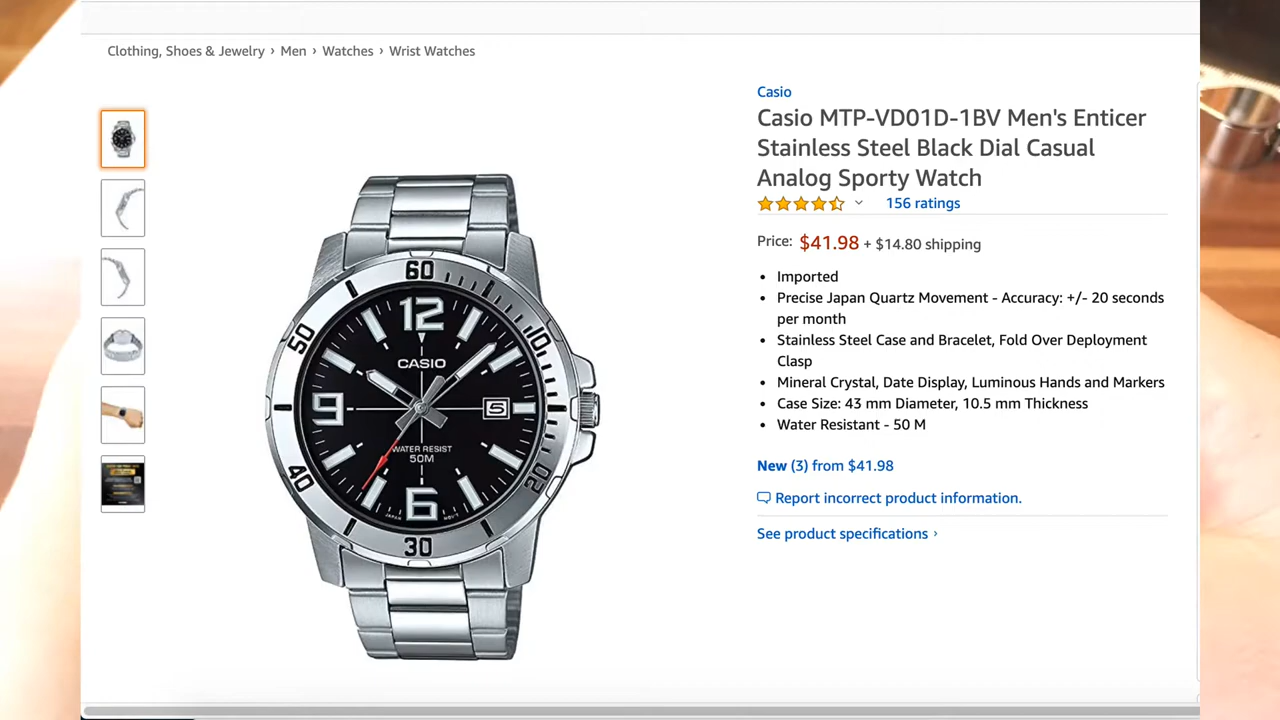 Clothing, Shoes & Jewelry › Men › Watches › Wrist Watches
Casio
Casio MTP-VD01D-1BV Men's Enticer
Stainless Steel Black Dial Casual
Analog Sporty Watch
156 ratings
Price: $41.98 + $14.80 shipping
Imported
Precise Japan Quartz Movement - Accuracy: +/- 20 seconds
per month
Stainless Steel Case and Bracelet, Fold Over Deployment
Clasp
Mineral Crystal, Date Display, Luminous Hands and Markers
Case Size: 43 mm Diameter, 10.5 mm Thickness
Water Resistant - 50 M
New (3) from $41.98
Report incorrect product information.
See product specifications ›
60
50
10
12
CASIO
9
5
WATER RESIST
50M
40
20
6
JAPAN
30